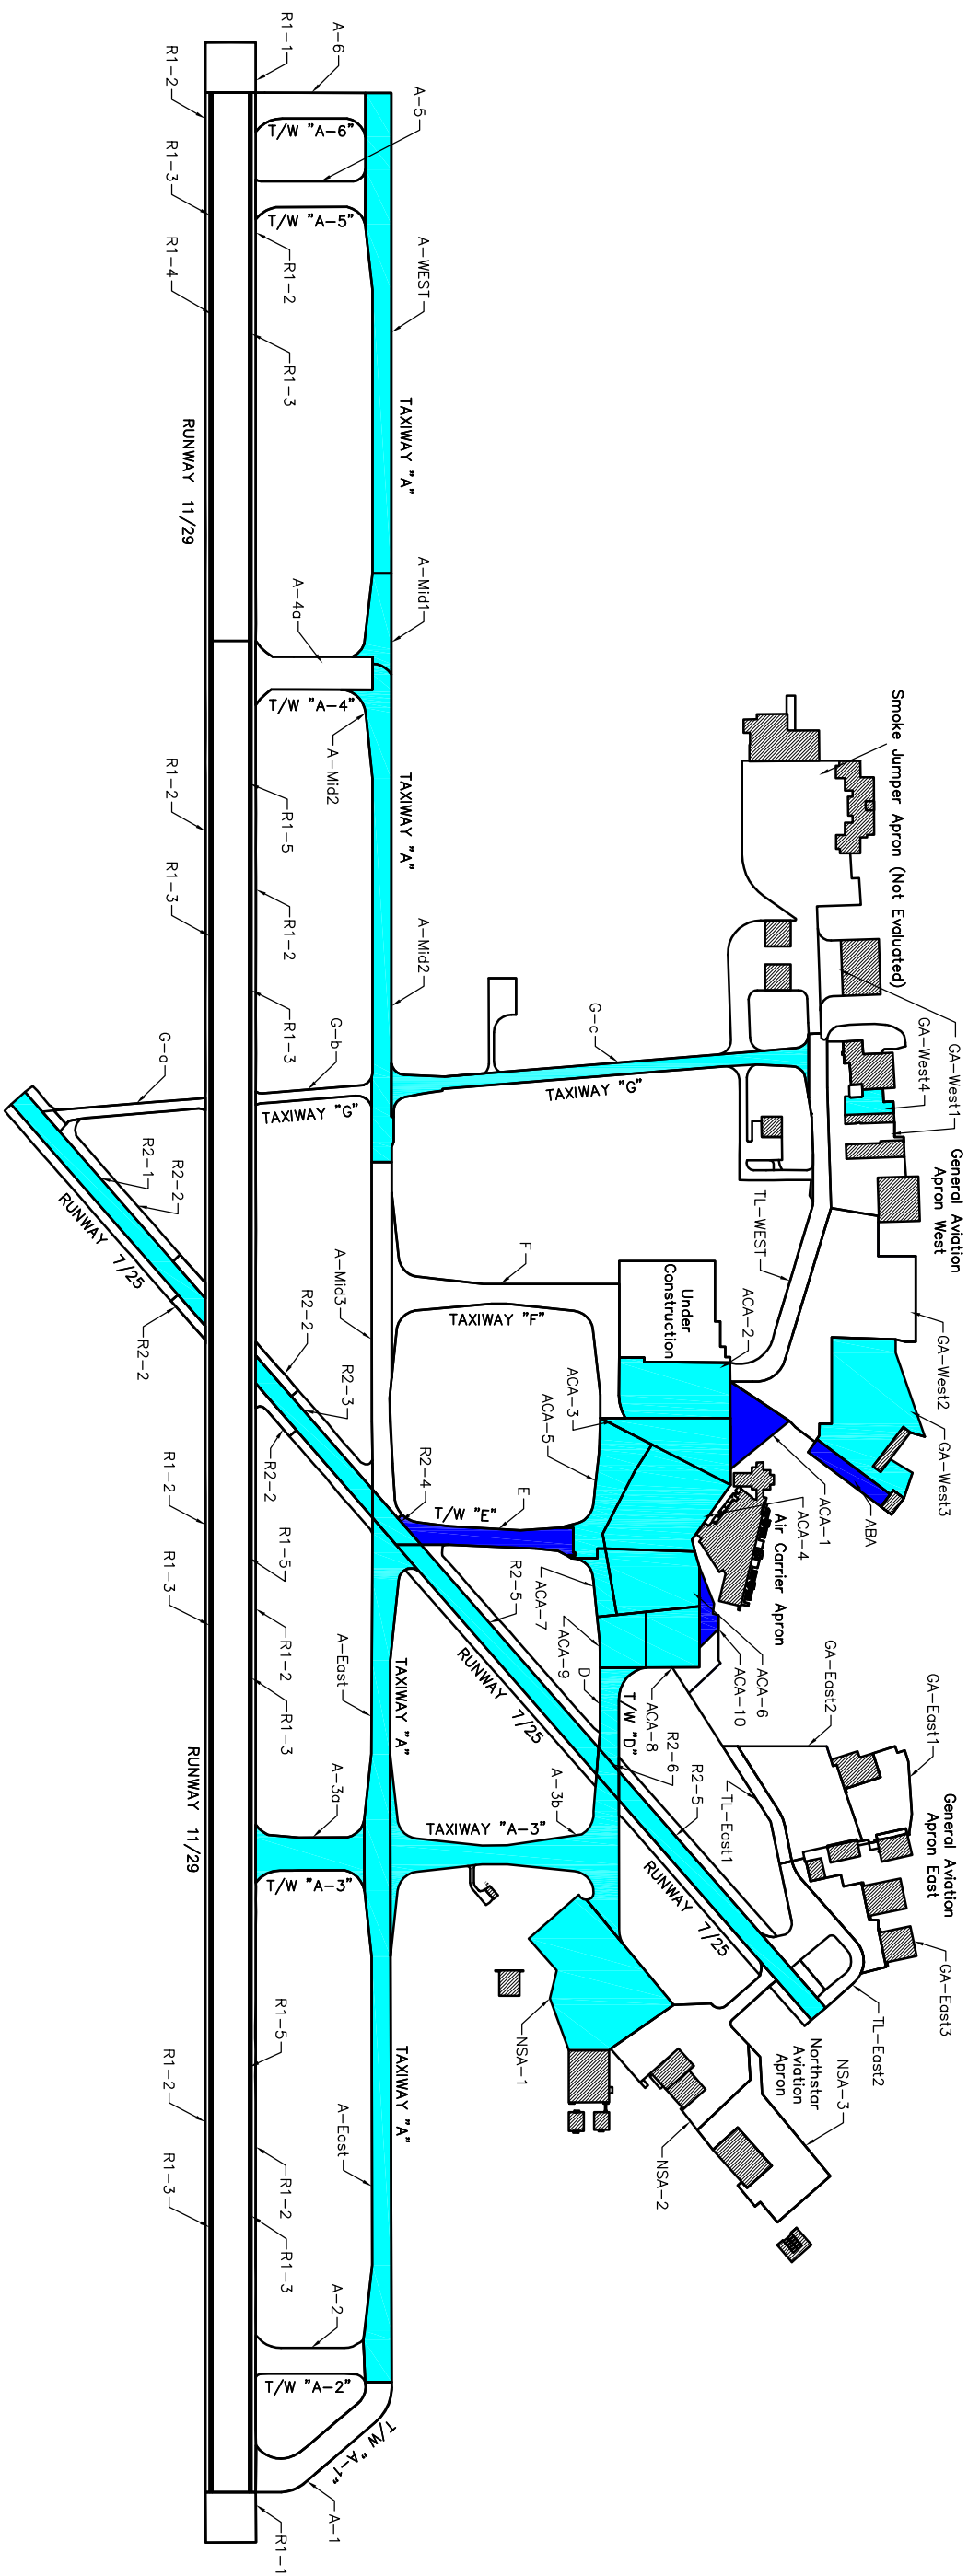 R1-1
A-6
R1-2
A-5
T/W "A-6"
R1-3
T/W "A-5"
R1-4
R1-2
A-WEST
R1-3
RUNWAY 11/29
TAXIWAY "A"
A-Mid1
A-4a
T/W "A-4"
A-Mid2
Smoke Jumper Apron (Not Evaluated)
R1-2
R1-5
TAXIWAY "A"
R1-3
R1-2
A-Mid2
R1-3
G-c
GA-West4
GA-West1
G-a
G-b
TAXIWAY "G"
TAXIWAY "G"
General Aviation
Apron West
R2-1
R2-2
RUNWAY 7/25
TL-WEST
R2-2
A-Mid3
R2-2
F
TAXIWAY "F"
Under
Construction
ACA-2
GA-West2
R2-3
ACA-3
ACA-5
GA-West3
R2-2
R2-4
T/W "E"
E
ACA-1
ABA
ACA-4
Air Carrier Apron
R1-2
R1-5
R1-3
R2-5
ACA-7
ACA-9
D
ACA-6
ACA-10
ACA-8
T/W "D"
R1-2
R1-3
A-East
TAXIWAY "A"
RUNWAY 7/25
R2-6
R2-5
GA-East2
GA-East1
TL-East1
General Aviation
Apron East
RUNWAY 11/29
A-3a
T/W "A-3"
TAXIWAY "A-3"
A-3b
RUNWAY 7/25
GA-East3
TL-East2
R1-5
NSA-1
Northstar
Aviation
Apron
NSA-3
R1-2
R1-3
A-East
TAXIWAY "A"
NSA-2
R1-2
R1-3
A-2
T/W "A-2"
T/W "A-1"
A-1
R1-1